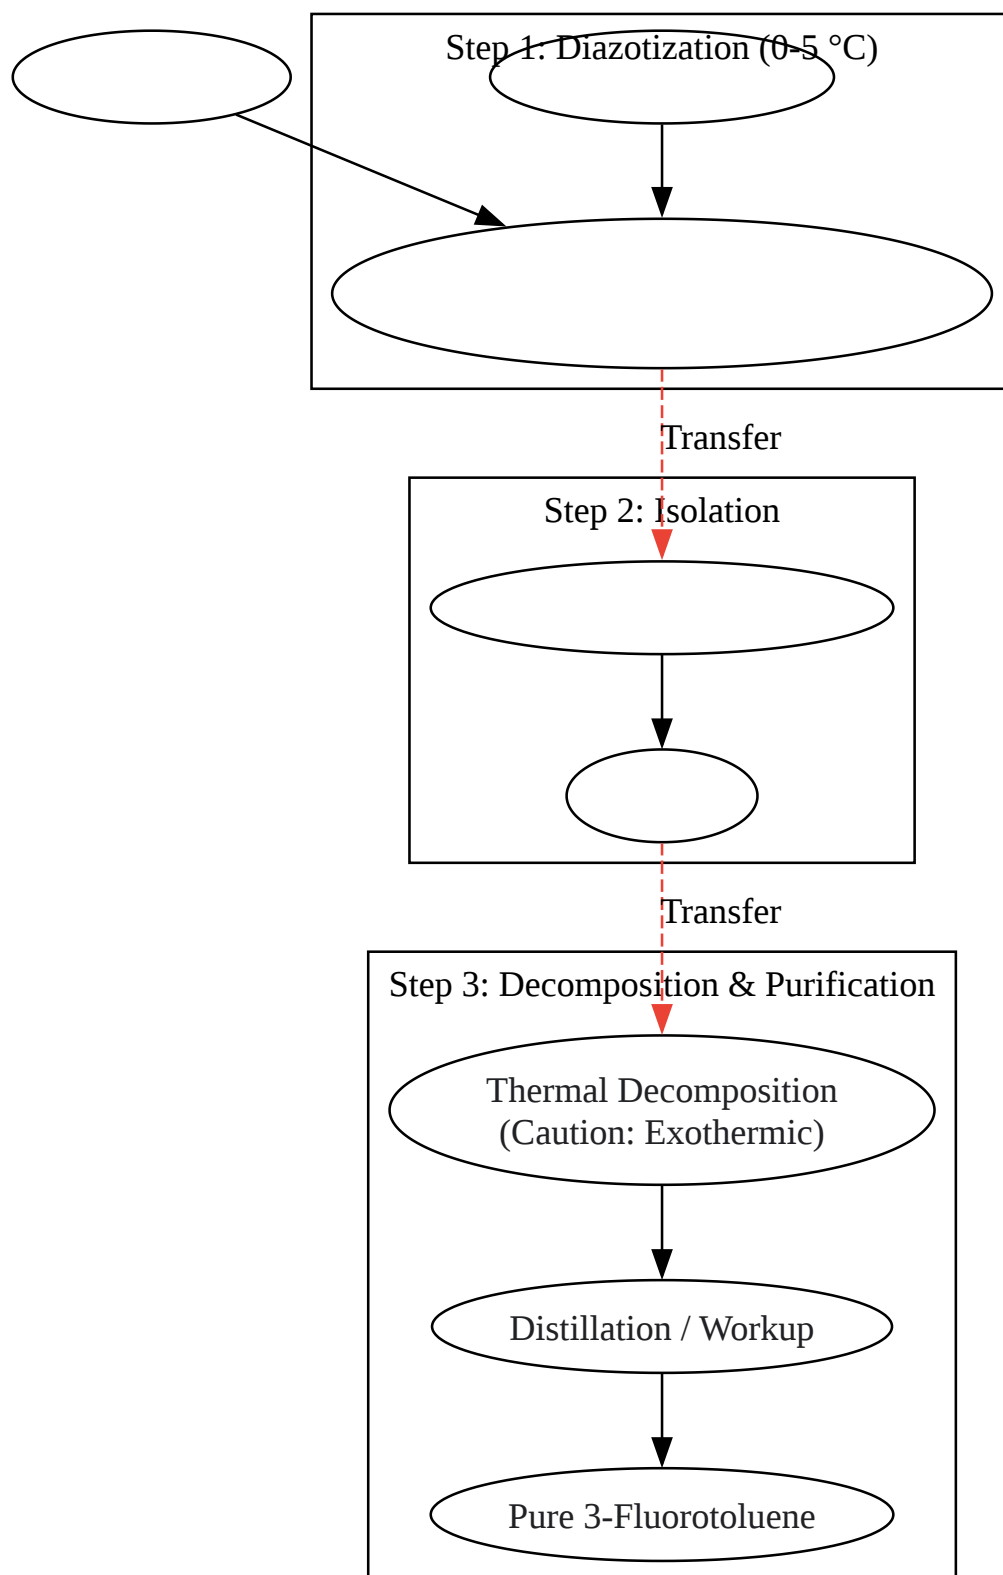 Step 1: Diazotization (0-5 °C)
Transfer
Step 2: Isolation
Transfer
Step 3: Decomposition & Purification
Thermal Decomposition
(Caution: Exothermic)
Distillation / Workup
Pure 3-Fluorotoluene